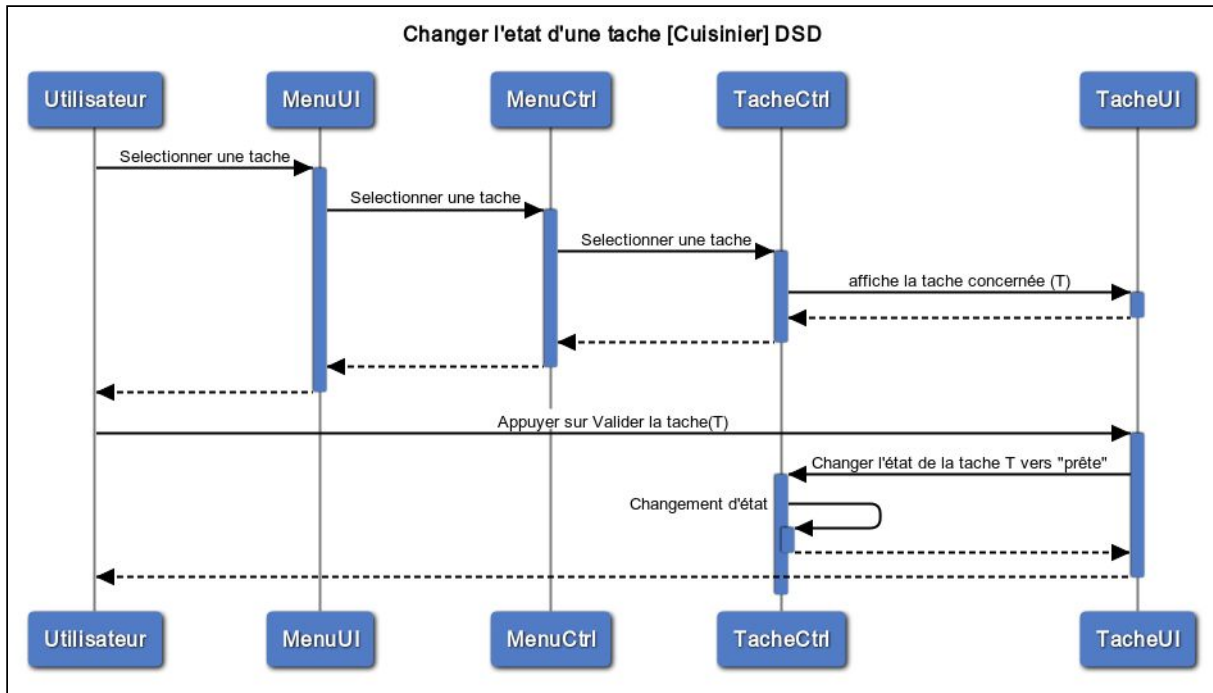 Changer l'etat d'une tache [Cuisinier] DSD
Utilisateur
MenuUI
MenuCtrl
TacheCtrl
TacheUI
Selectionner une tache
Selectionner une tache
Selectionner une tache
affiche la tache concernée (T)
Appuyer sur Valider la tache(T)
Changer l'état de la tache T vers "prête"
Changement d'état
Utilisateur
MenuUI
MenuCtrl
TacheCtrl
TacheUI